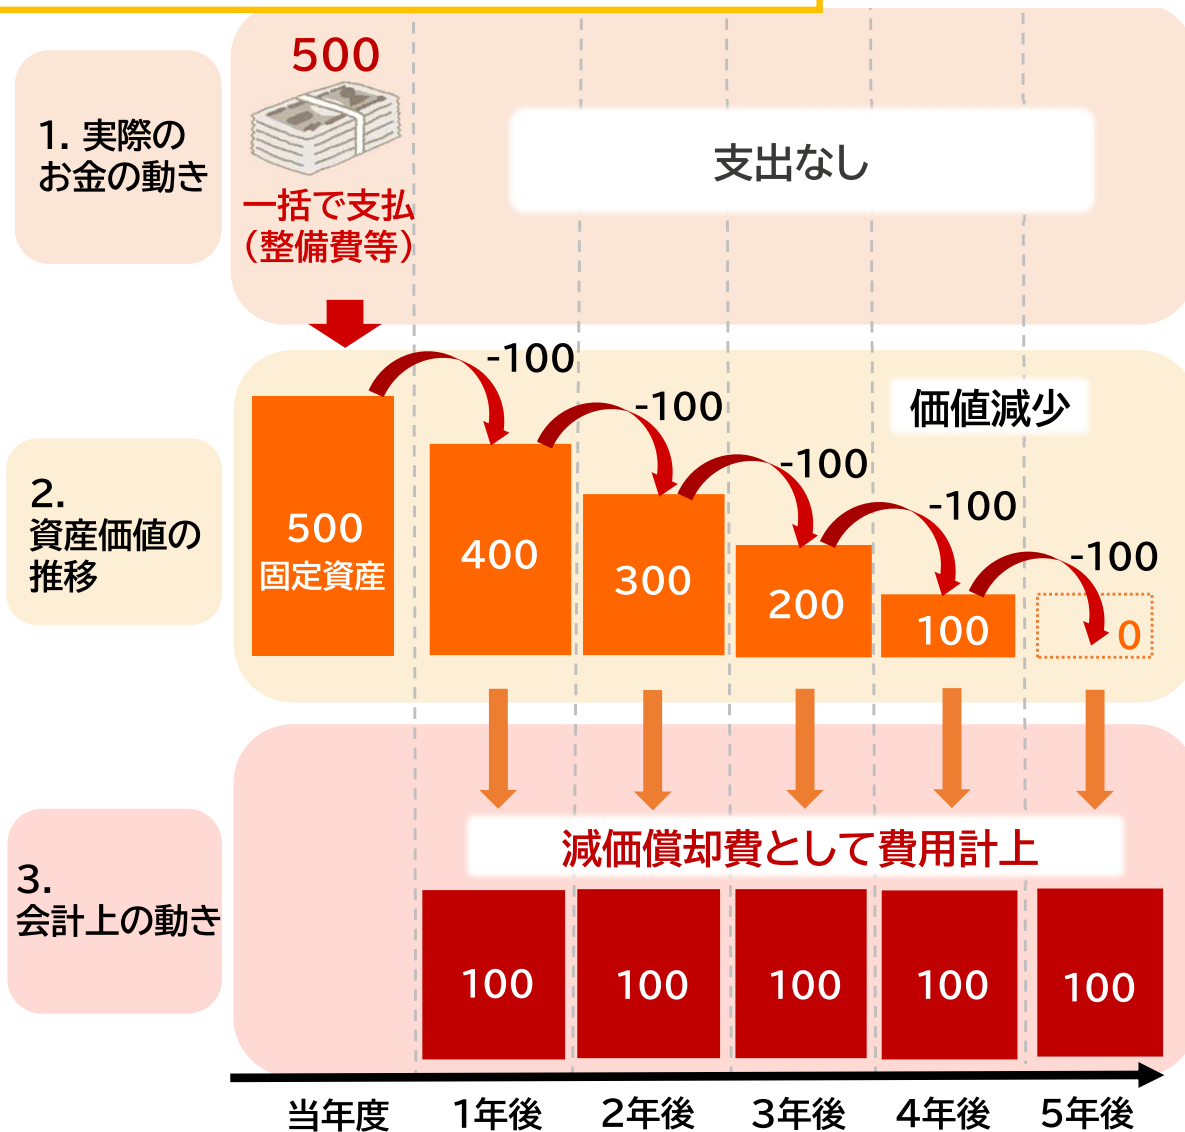 500
1. 実際の
お金の動き
一括で支払
（整備費等）
支出なし
-100
-100
-100
-100
-100
価値減少
2.
資産価値の
推移
500
固定資産
400
300
200
100
0
減価償却費として費用計上
3.
会計上の動き
100
100
100
100
100
当年度
1年後
2年後
3年後
4年後
5年後